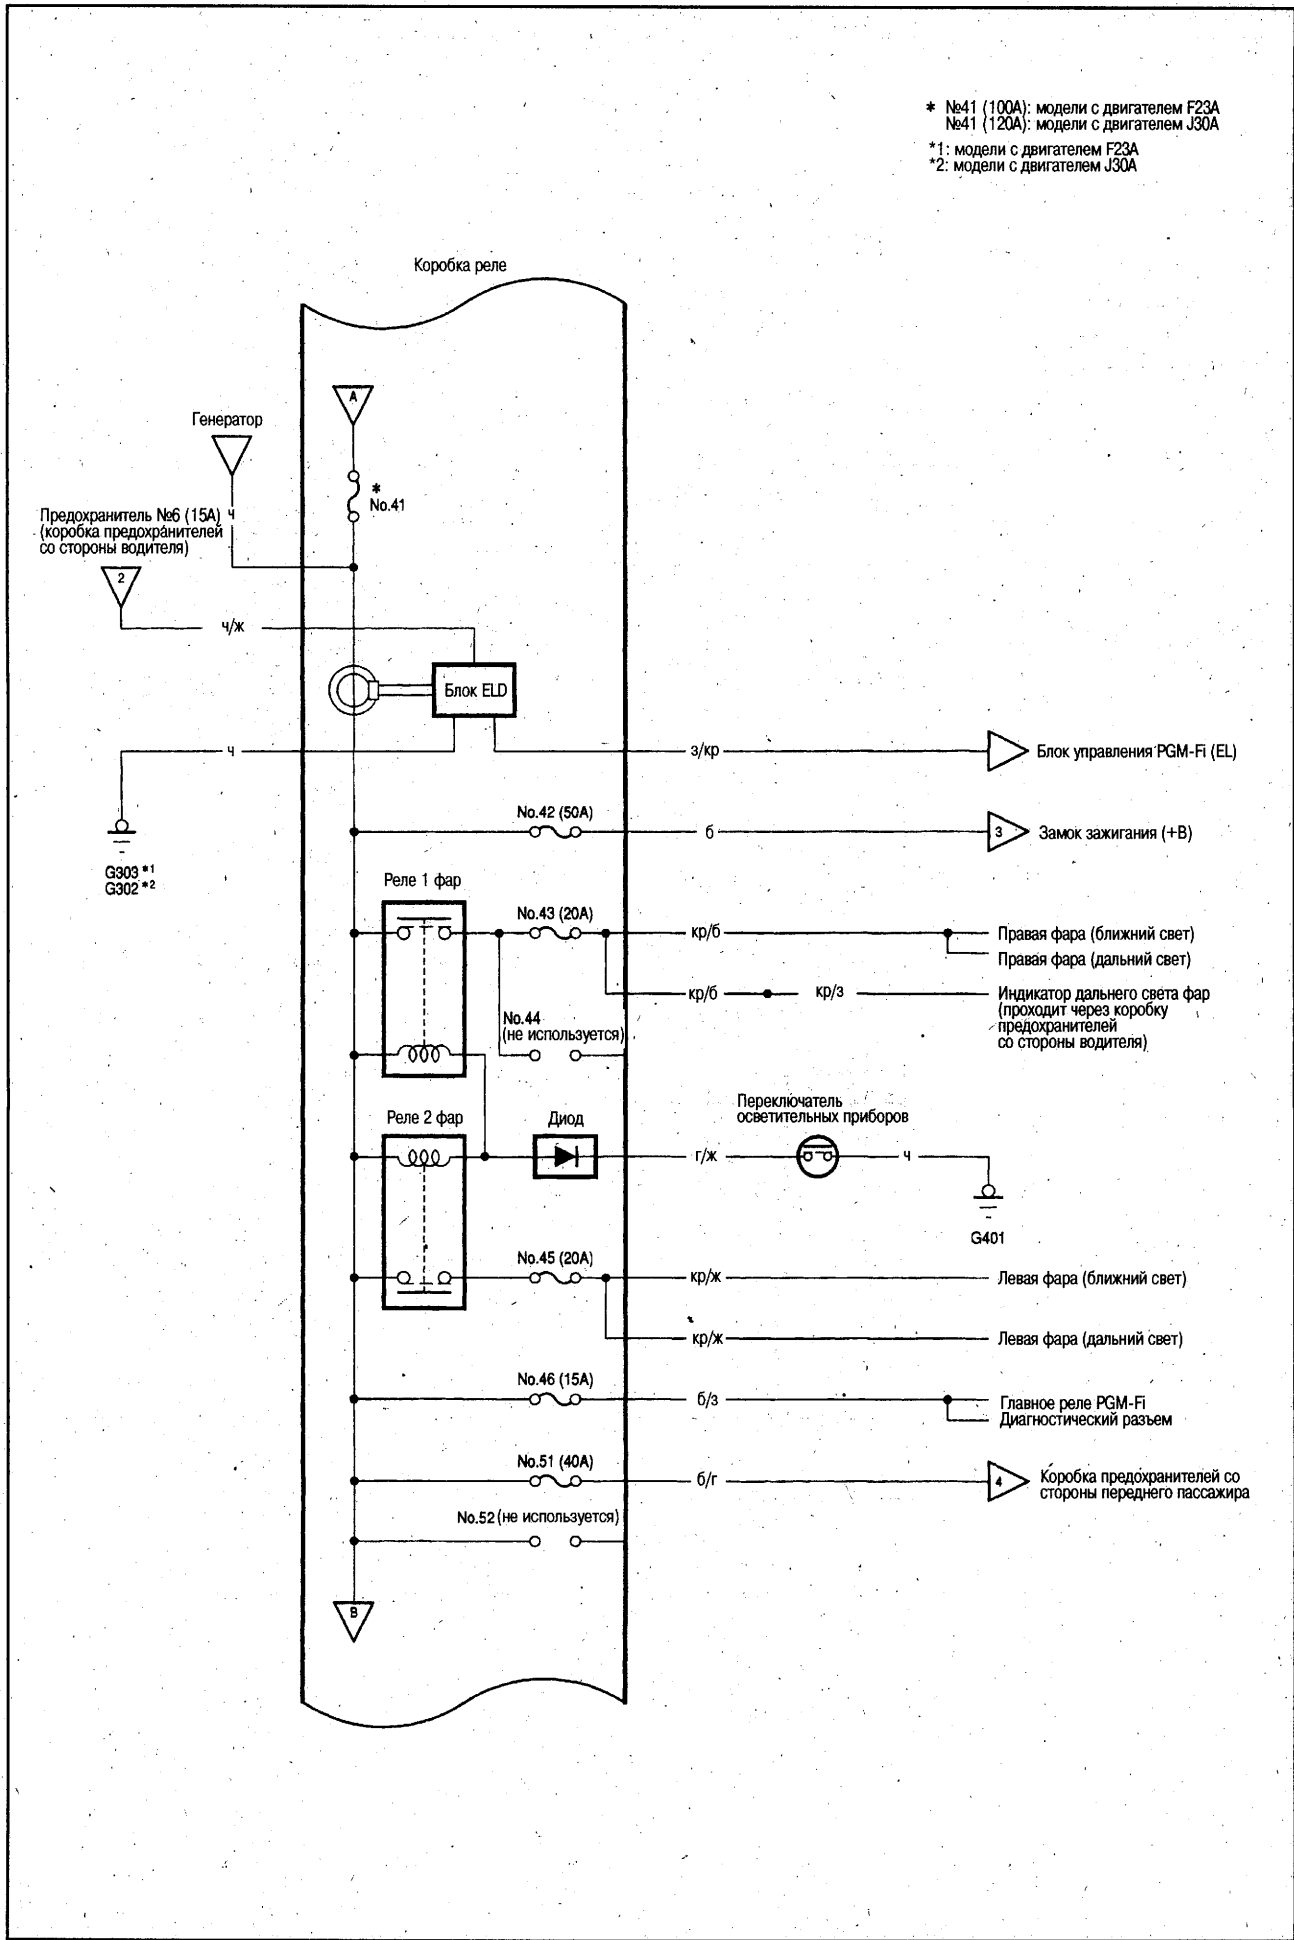 * №41 (100А): модели с двигателем F23A
№41 (120А): модели с двигателем J30A
*1: модели с двигателем F23A
*2: модели с двигателем J30A
Коробка реле
A
Генератор
*
No.41
ч
Предохранитель №6 (15А)
(коробка предохранителей
со стороны водителя)
2
ч/ж
Блок ELD
ч
з/кр
Блок управления PGM-Fi (EL)
No.42 (50A)
б
3
Замок зажигания (+B)
G303 *1
G302 *2
Реле 1 фар
No.43 (20A)
кр/б
Правая фара (ближний свет)
Правая фара (дальний свет)
кр/б
кр/з
Индикатор дальнего света фар
(проходит через коробку
предохранителей
со стороны водителя)
No.44
(не используется)
Переключатель
осветительных приборов
Реле 2 фар
Диод
г/ж
ч
G401
No.45 (20A)
кр/ж
Левая фара (ближний свет)
кр/ж
Левая фара (дальний свет)
No.46 (15A)
б/з
Главное реле PGM-Fi
Диагностический разъем
No.51 (40A)
б/г
4
Коробка предохранителей со
стороны переднего пассажира
No.52 (не используется)
B